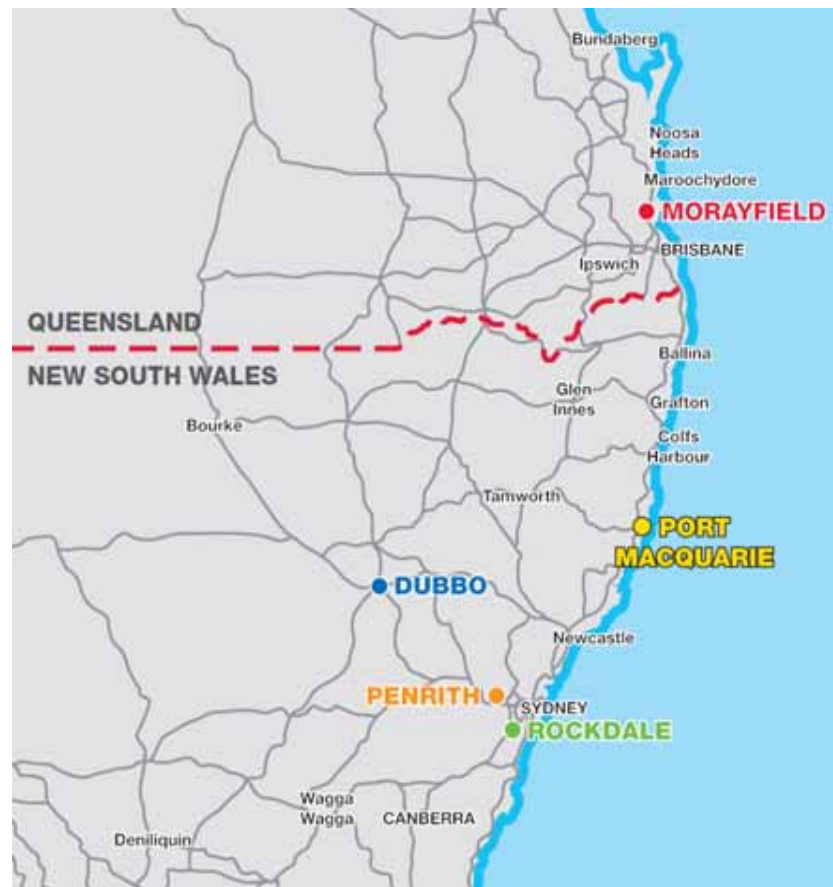 Bundaberg
Noosa
Heads
Maroochydore
MORAYFIELD
BRISBANE
Ipswich
QUEENSLAND
NEW SOUTH WALES
Ballina
Glen
Innes
Grafton
Bourke
Coffs
Harbour
Tamworth
PORT
MACQUARIE
DUBBO
Newcastle
PENRITH
SYDNEY
ROCKDALE
Wagga
Wagga
CANBERRA
Deniliquin